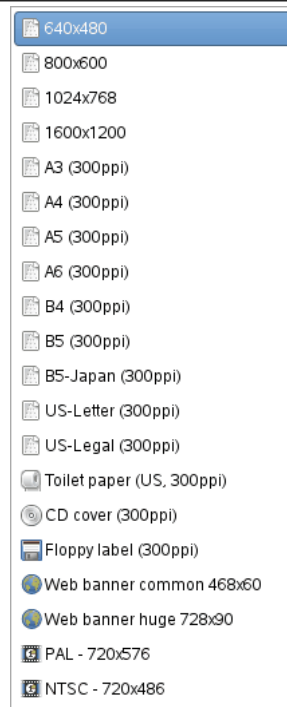 640x480
800x600
1024x768
1600x1200
A3 (300ppi)
A4 (300ppi)
A5 (300ppi)
A6 (300ppi)
B4 (300ppi)
B5 (300ppi)
B5-Japan (300ppi)
US-Letter (300ppi)
US-Legal (300ppi)
Toilet paper (US, 300ppi)
CD cover (300ppi)
Floppy label (300ppi)
Web banner common 468x60
Web banner huge 728x90
PAL - 720x576
NTSC - 720x486